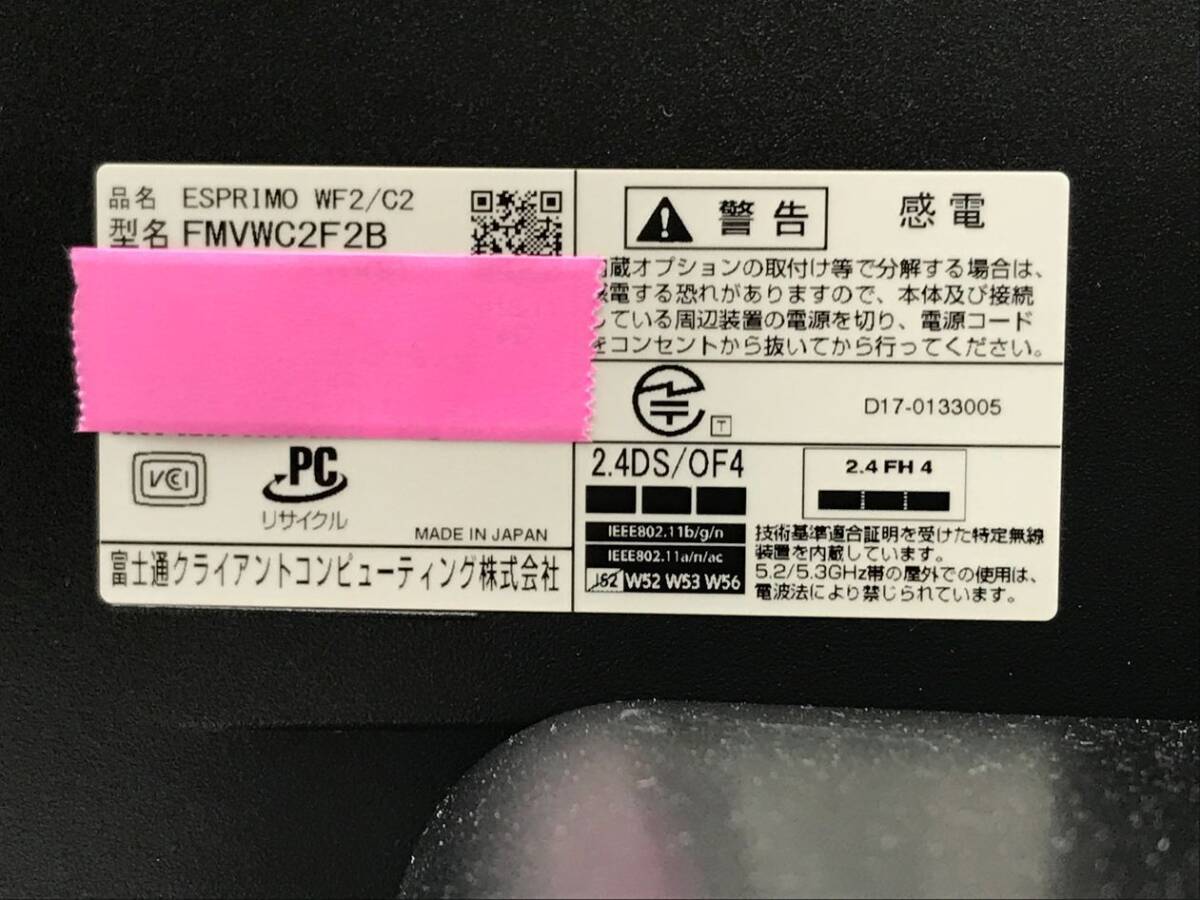 品名 ESPRIMO WF2/C2
型名 FMVWC2F2B
VCI
PC
リサイクル
MADE IN JAPAN
富士通クライアントコンピューティング株式会社
警告 感電
蔵オプションの取付け等で分解する場合は、
電する恐れがありますので、本体及び接続
している周辺装置の電源を切り、電源コード
をコンセントから抜いてから行ってください。
T D17-0133005
2.4DS/OF4
IEEE802.11b/g/n
IEEE802.11a/n/ac
J52 W52 W53 W56
2.4 FH 4
技術基準適合証明を受けた特定無線
装置を内蔵しています。
5.2/5.3GHz帯の屋外での使用は、
電波法により禁じられています。